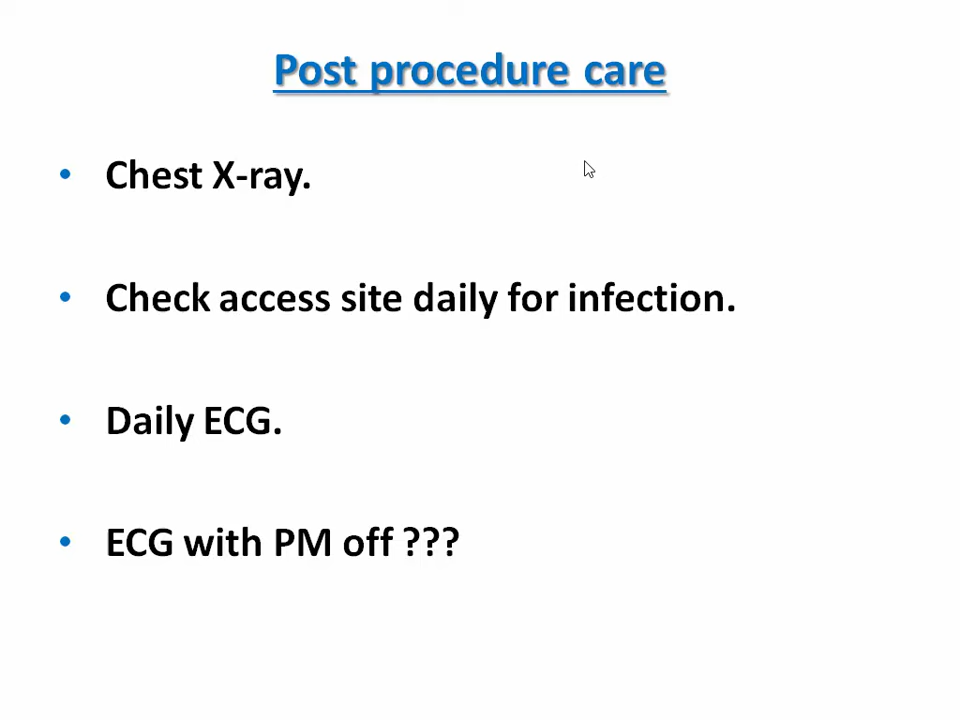 Post procedure care
• Chest X-ray.
• Check access site daily for infection.
• Daily ECG.
• ECG with PM off ???